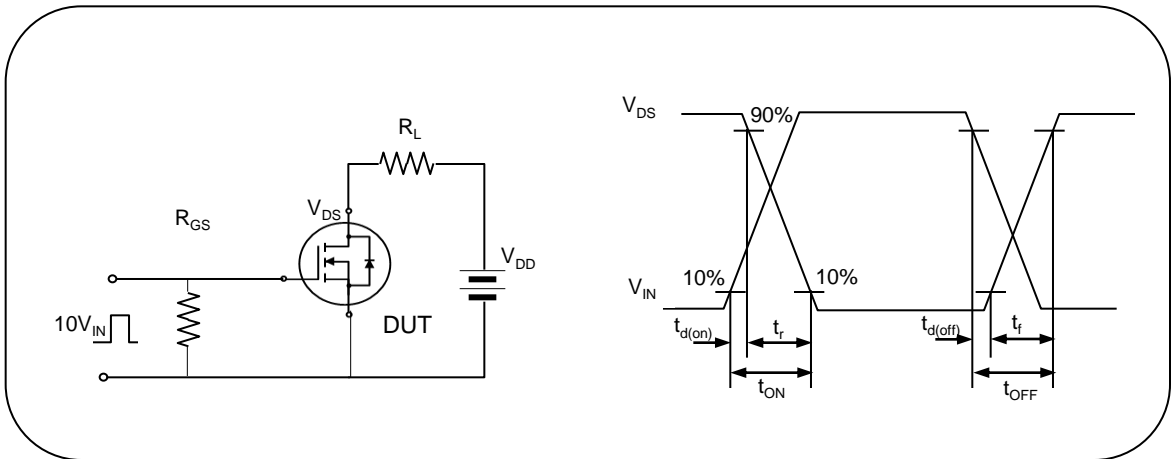 R_L
R_GS
V_DS
V_DD
10V_IN
DUT
V_DS
90%
10%
10%
V_IN
t_d(on)
t_r
t_d(off)
t_f
t_ON
t_OFF